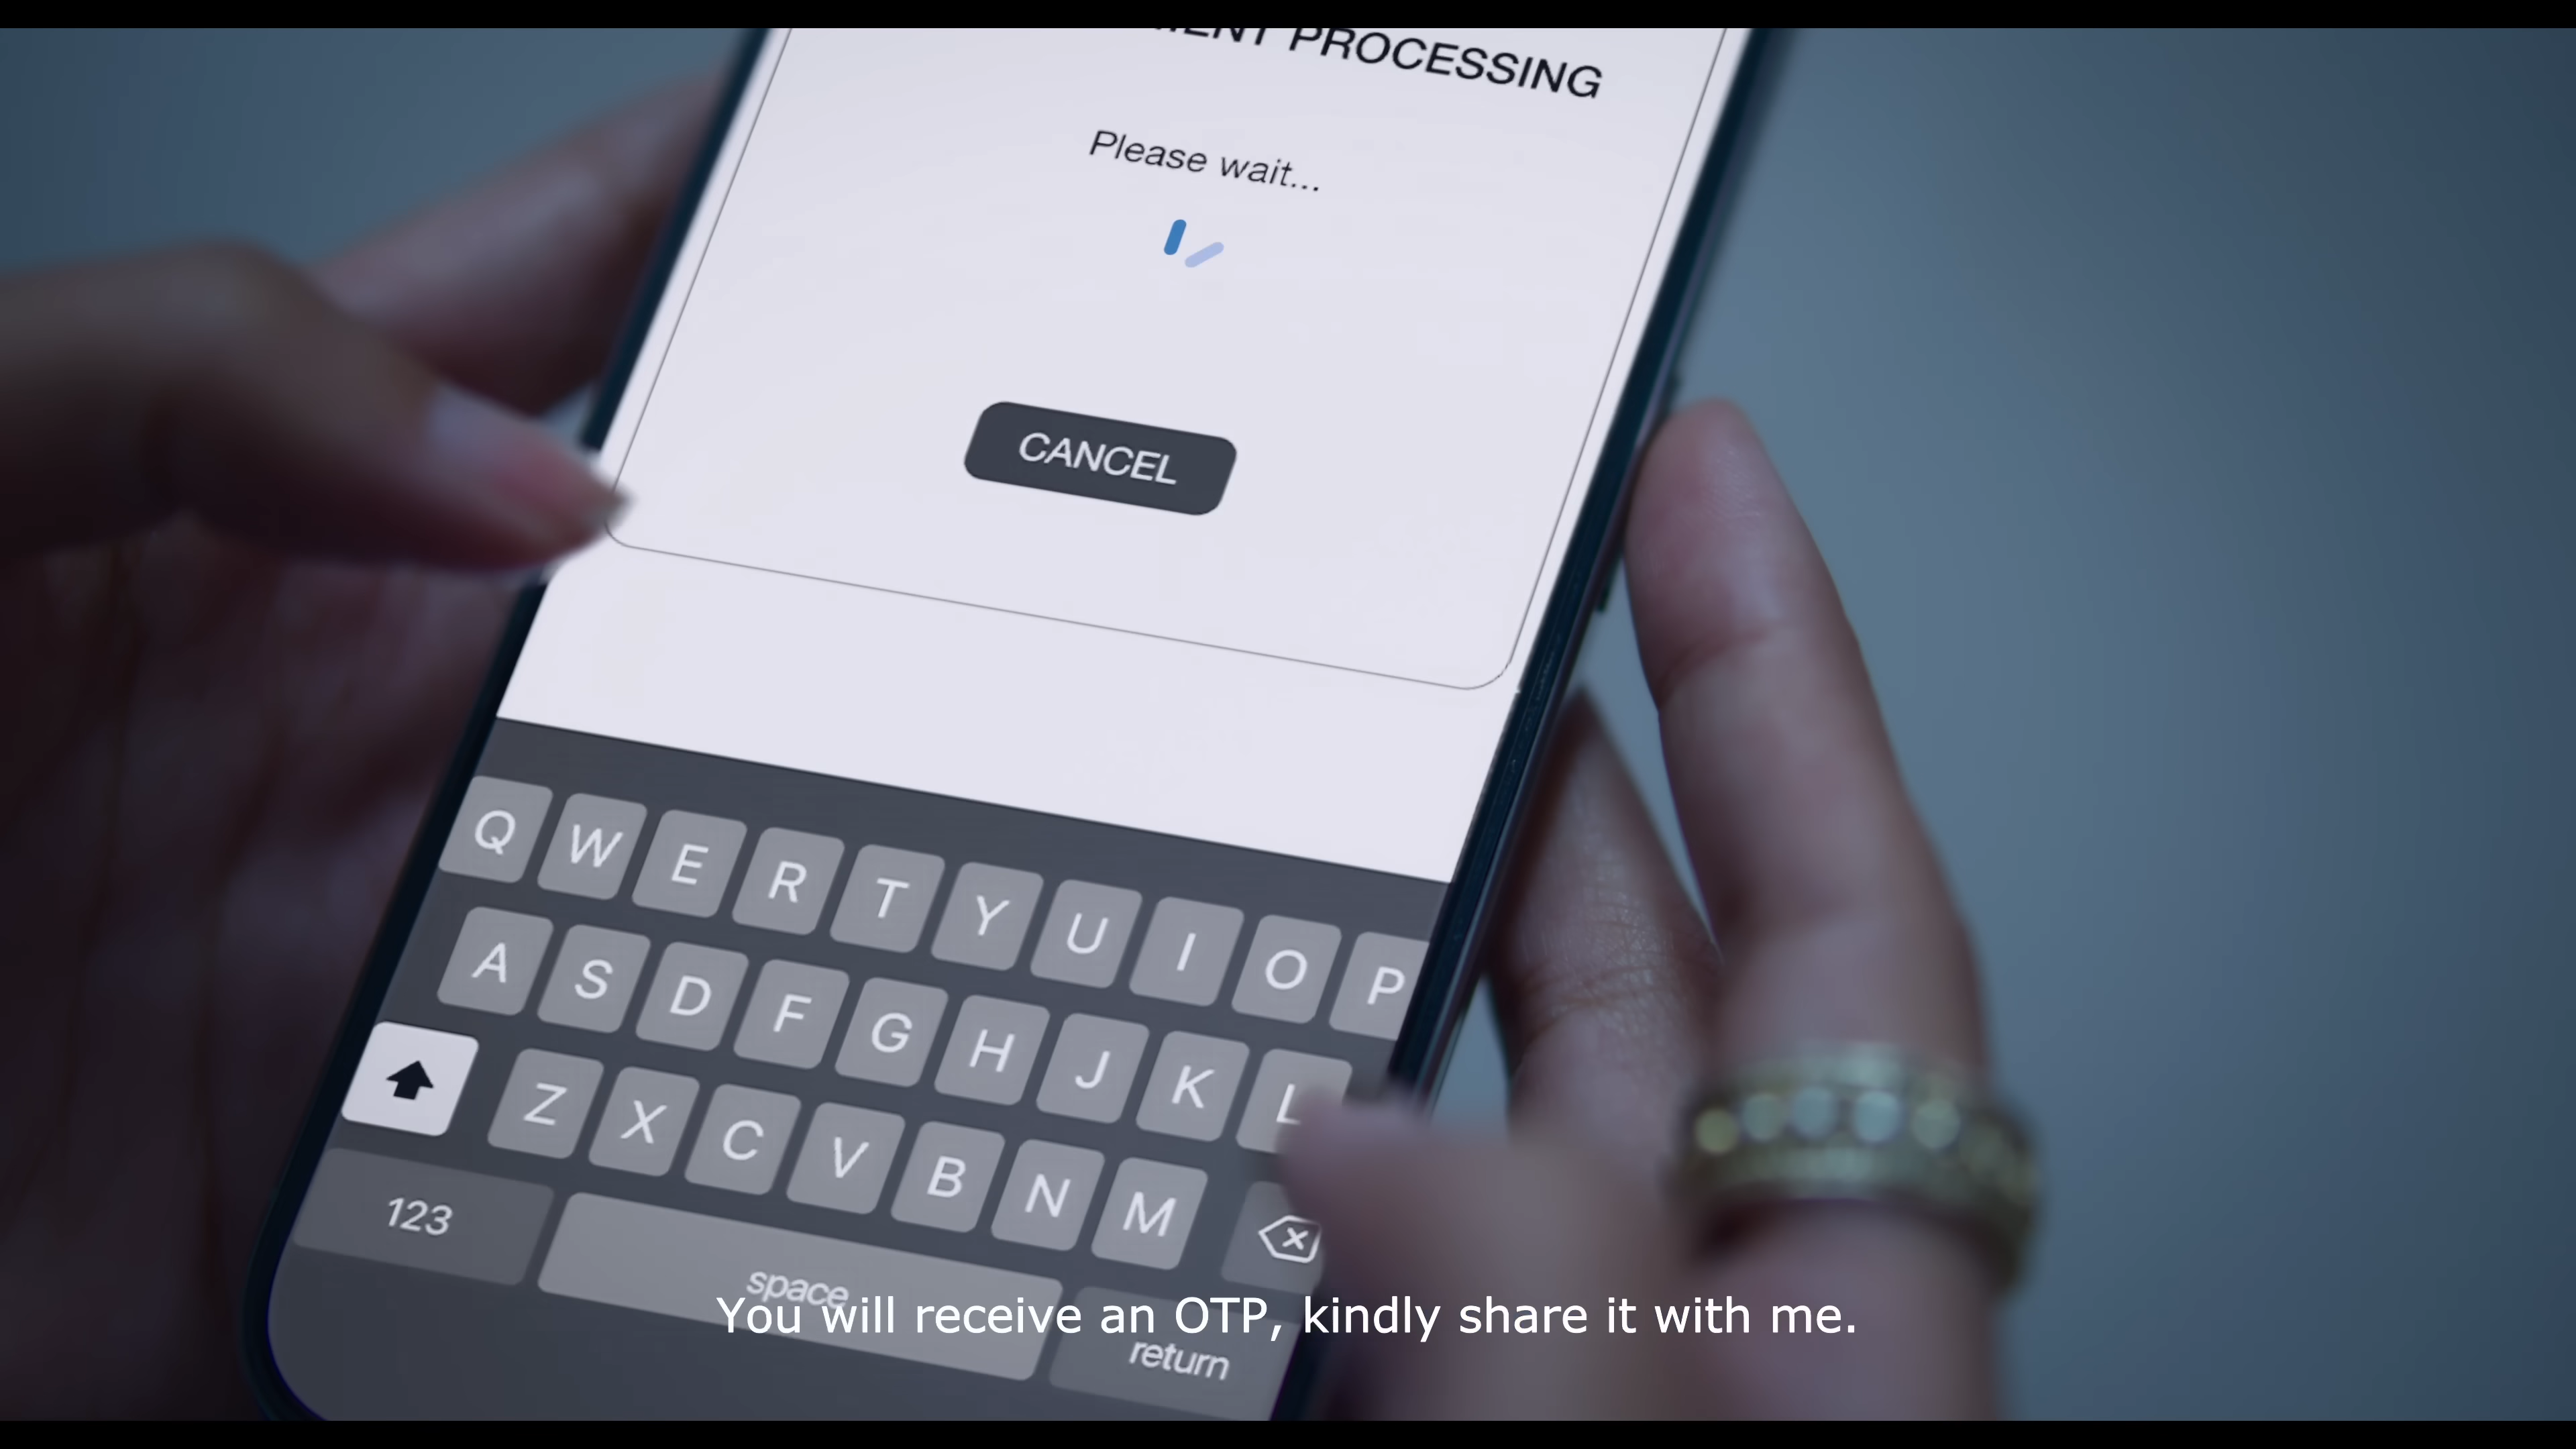 PROCESSING
Please wait...
CANCEL
Q W E R T Y U I O P
A S D F G H J K L
Z X C V B N M
123
space
return
You will receive an OTP, kindly share it with me.